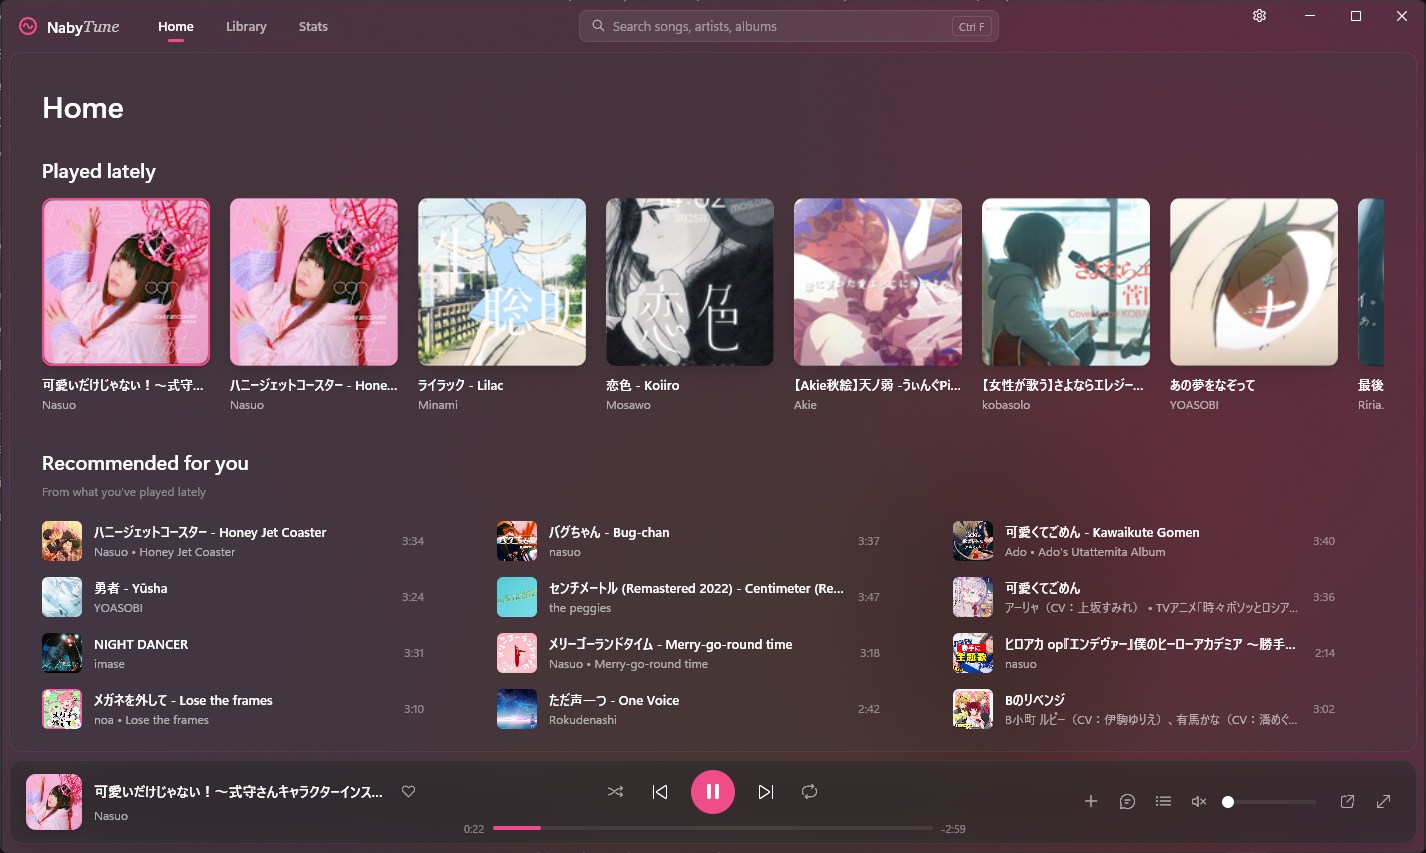 NabyTune
Home
Library
Stats
Search songs, artists, albums
Ctrl F
Home
Played lately
生
聡明
恋色
さよならエ
可愛いだけじゃない！～式守...
Nasuo
ハニージェットコースター - Hone...
Nasuo
ライラック - Lilac
Minami
恋色 - Koiiro
Mosawo
【Akie秋絵】天ノ弱 -うぃんぐPi...
Akie
【女性が歌う】さよならエレジー...
kobasolo
あの夢をなぞって
YOASOBI
最後
Riria.
Recommended for you
From what you've played lately
ハニージェットコースター - Honey Jet Coaster
Nasuo • Honey Jet Coaster
3:34
バグちゃん - Bug-chan
nasuo
3:37
可愛くてごめん - Kawaikute Gomen
Ado • Ado's Utattemita Album
3:40
勇者 - Yūsha
YOASOBI
3:24
センチメートル (Remastered 2022) - Centimeter (Re...
the peggies
3:47
可愛くてごめん
アーリャ（CV：上坂すみれ） • TVアニメ「時々ボソッとロシア...
3:36
NIGHT DANCER
imase
3:31
メリーゴーランドタイム - Merry-go-round time
Nasuo • Merry-go-round time
3:18
主題歌
ヒロアカ op『エンデヴァー』僕のヒーローアカデミア ～勝手...
nasuo
2:14
メガネを外して - Lose the frames
noa • Lose the frames
3:10
ただ声一つ - One Voice
Rokudenashi
2:42
Bのリベンジ
B小町 ルビー（CV：伊駒ゆりえ）、有馬かな（CV：潘めぐ...
3:02
可愛いだけじゃない！～式守さんキャラクターインス...
Nasuo
0:22
-2:59